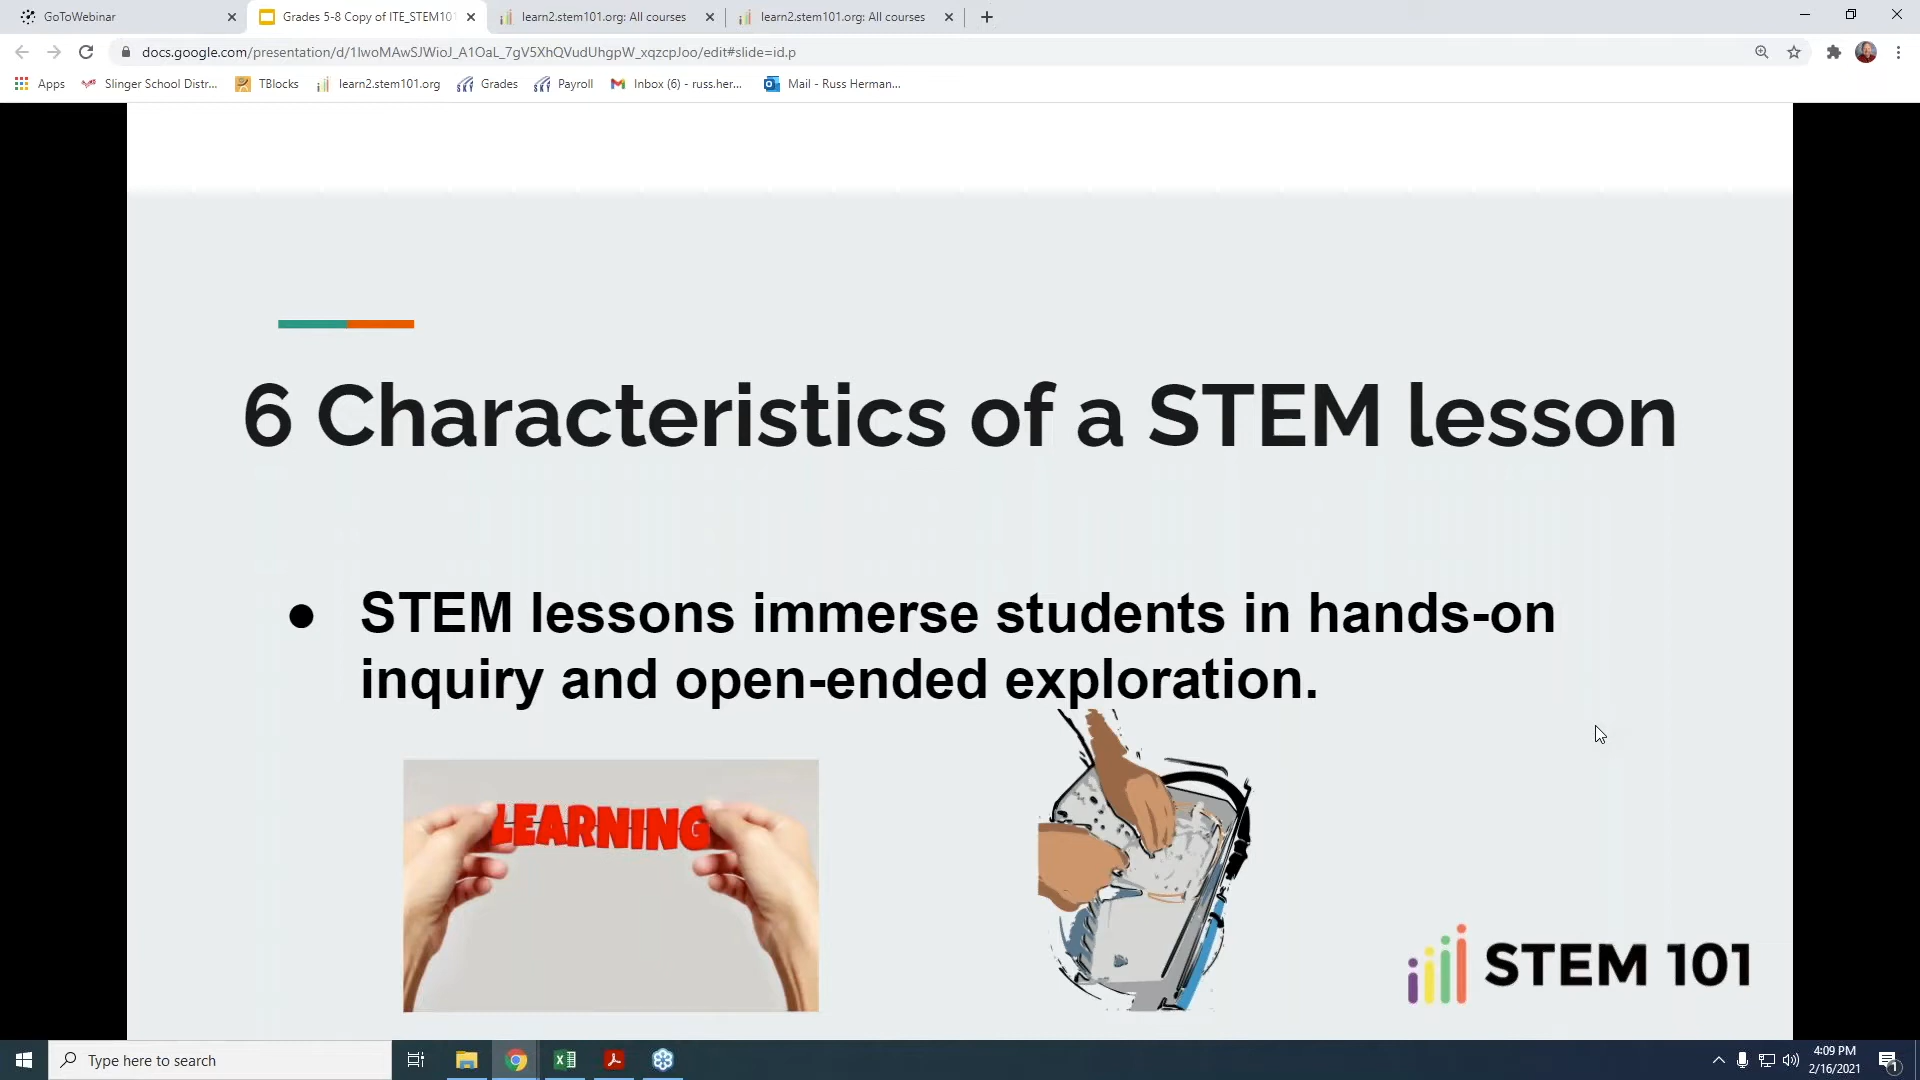 GoToWebinar
Grades 5-8 Copy of ITE_STEM101
learn2.stem101.org: All courses
learn2.stem101.org: All courses
docs.google.com/presentation/d/1IwoMAwSJWioJ_A1OaL_7gV5XhQVudUhgpW_xqzcpJoo/edit#slide=id.p
Apps
Slinger School Distr...
TBlocks
learn2.stem101.org
Grades
Payroll
Inbox (6) - russ.her...
Mail - Russ Herman...
6 Characteristics of a STEM lesson
● STEM lessons immerse students in hands-on
inquiry and open-ended exploration.
LEARNING
STEM 101
Type here to search
4:09 PM
2/16/2021
1